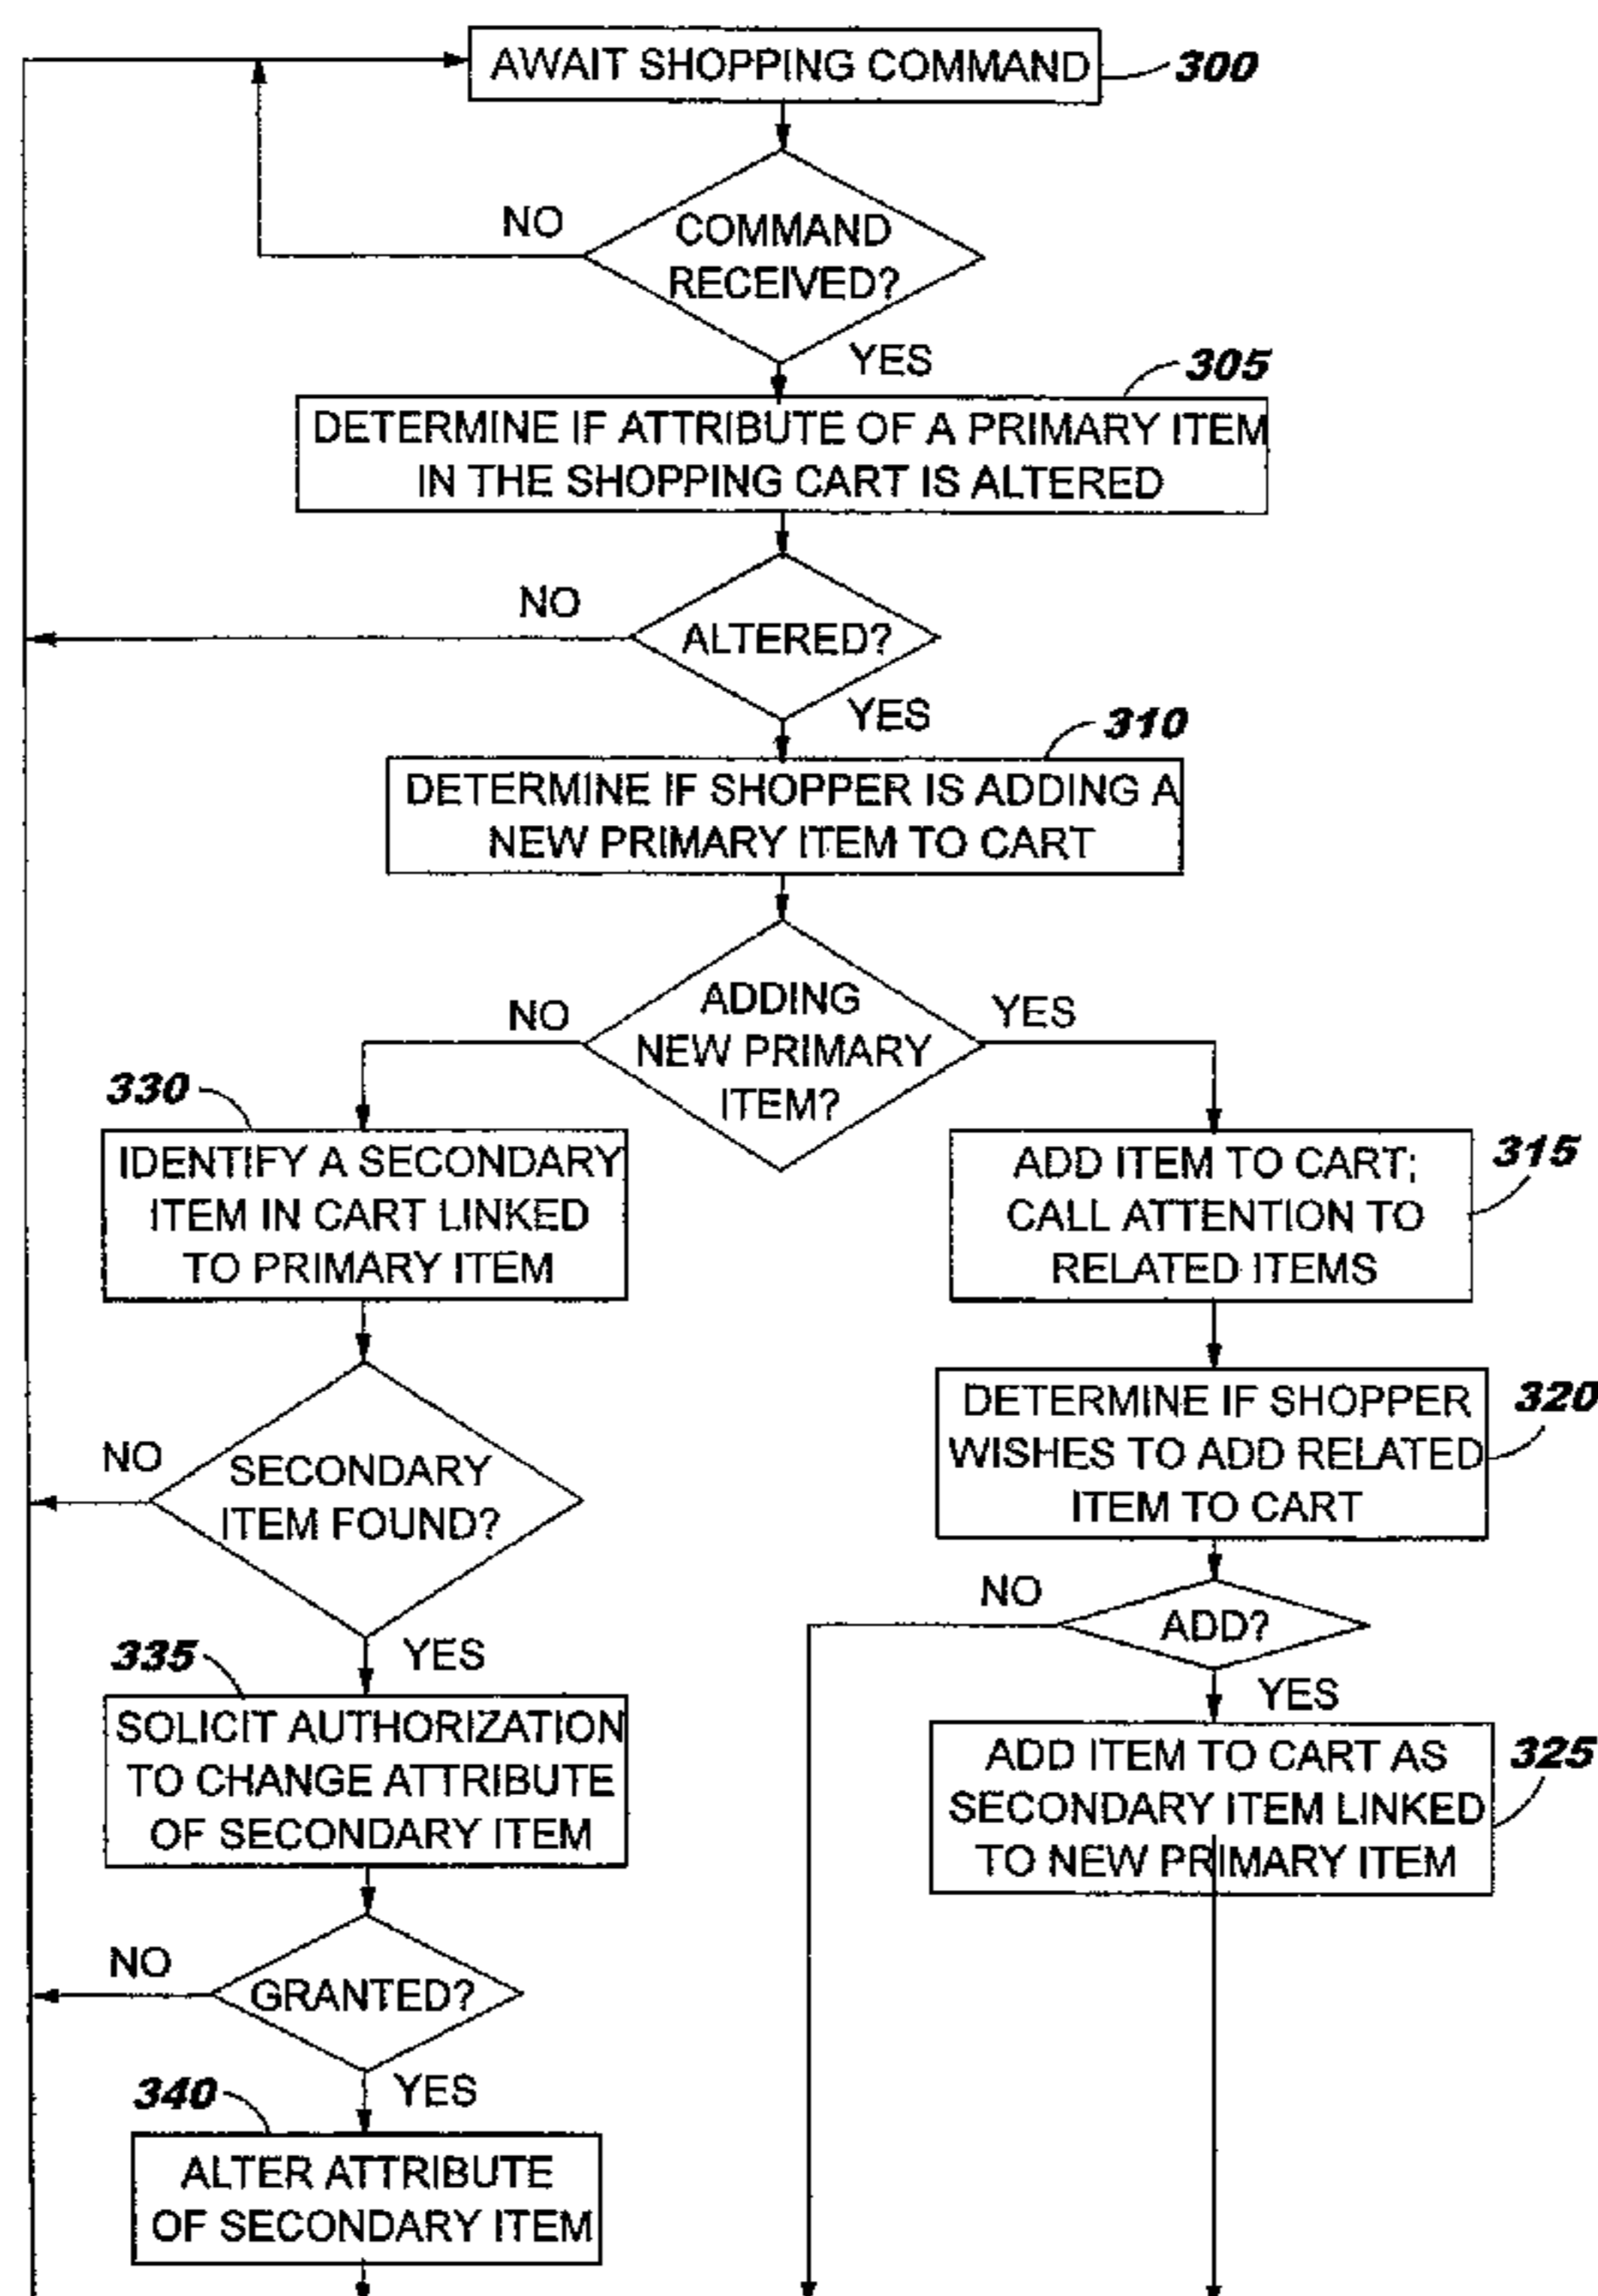 AWAIT SHOPPING COMMAND
300
COMMAND
RECEIVED?
NO
YES
305
DETERMINE IF ATTRIBUTE OF A PRIMARY ITEM
IN THE SHOPPING CART IS ALTERED
NO
ALTERED?
YES
310
DETERMINE IF SHOPPER IS ADDING A
NEW PRIMARY ITEM TO CART
NO
ADDING
NEW PRIMARY
ITEM?
YES
330
IDENTIFY A SECONDARY
ITEM IN CART LINKED
TO PRIMARY ITEM
NO
SECONDARY
ITEM FOUND?
YES
335
SOLICIT AUTHORIZATION
TO CHANGE ATTRIBUTE
OF SECONDARY ITEM
NO
GRANTED?
YES
340
ALTER ATTRIBUTE
OF SECONDARY ITEM
ADD ITEM TO CART;
CALL ATTENTION TO
RELATED ITEMS
315
DETERMINE IF SHOPPER
WISHES TO ADD RELATED
ITEM TO CART
320
NO
ADD?
YES
ADD ITEM TO CART AS
SECONDARY ITEM LINKED
TO NEW PRIMARY ITEM
325